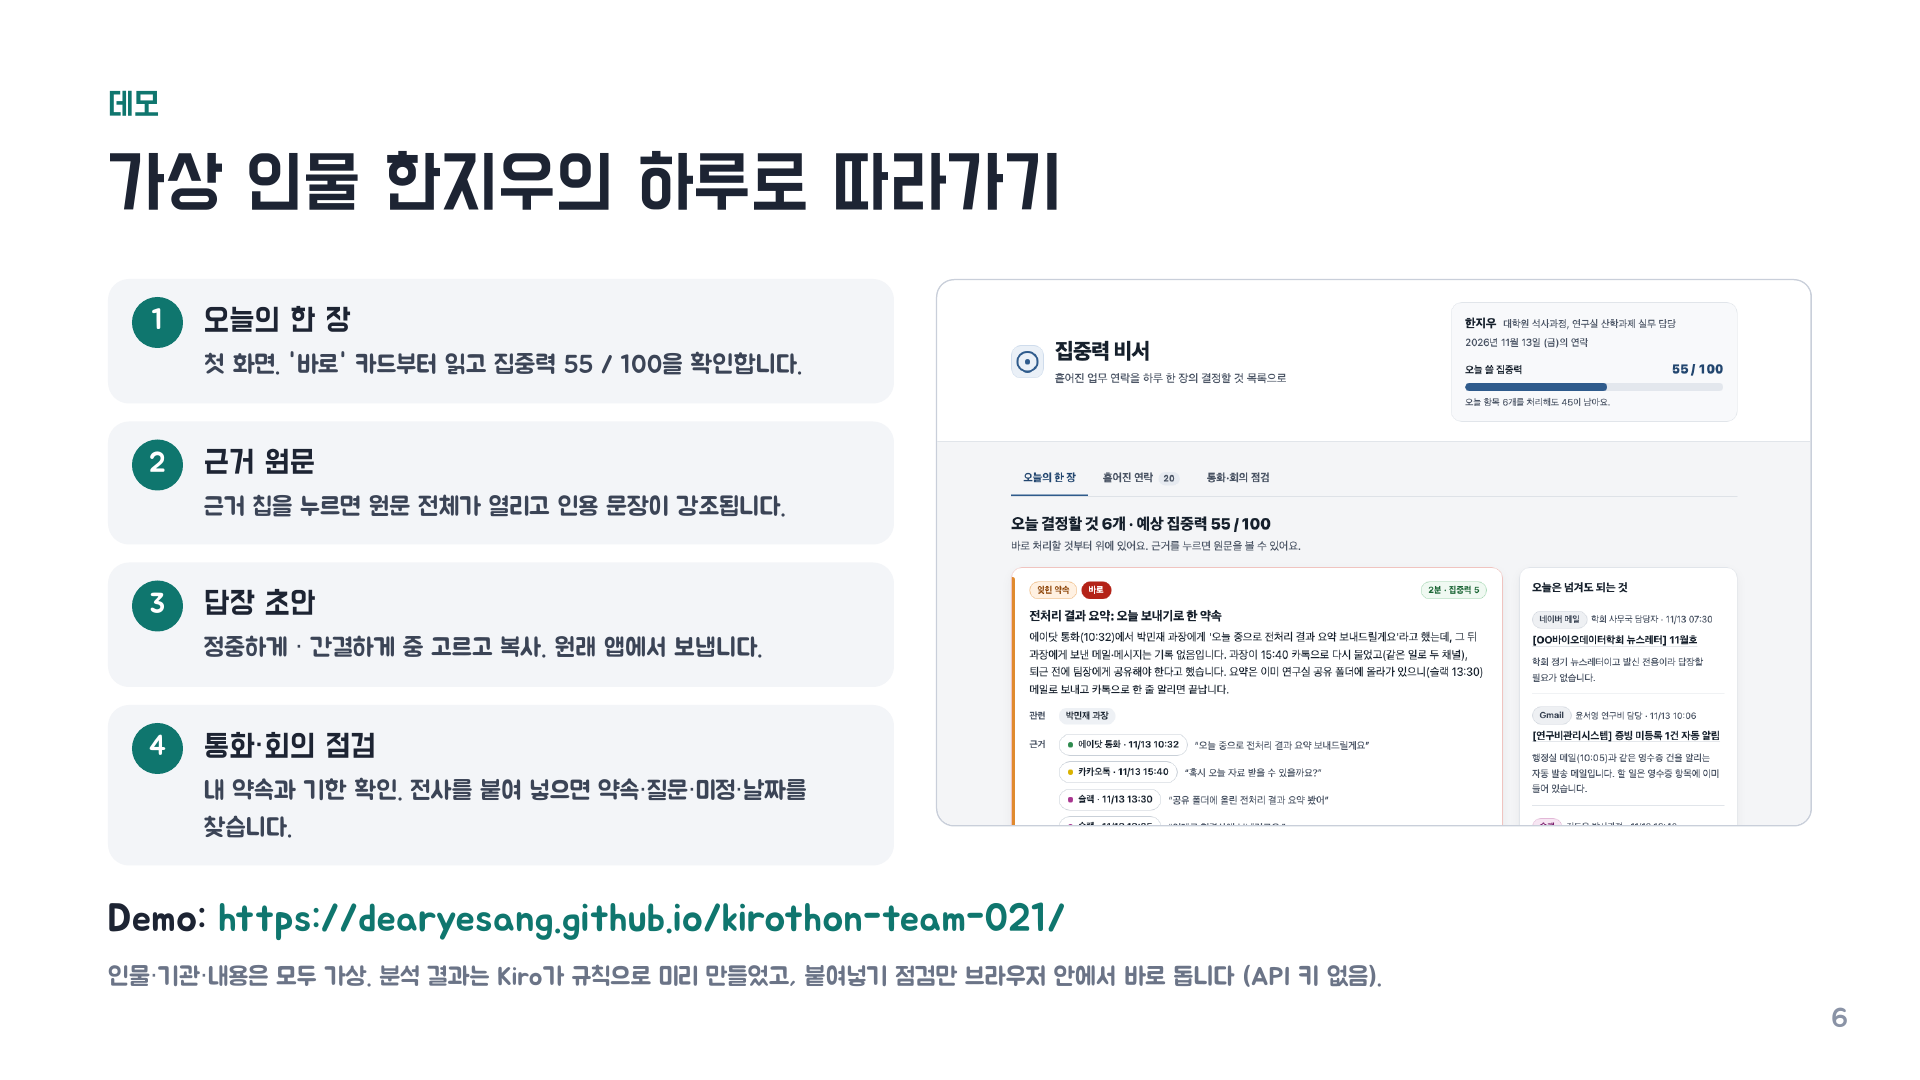 데모
가상 인물 한지우의 하루로 따라가기
1
오늘의 한 장
첫 화면. '바로' 카드부터 읽고 집중력 55 / 100을 확인합니다.
2
근거 원문
근거 칩을 누르면 원문 전체가 열리고 인용 문장이 강조됩니다.
3
답장 초안
정중하게 · 간결하게 중 고르고 복사. 원래 앱에서 보냅니다.
4
통화·회의 점검
내 약속과 기한 확인. 전사를 붙여 넣으면 약속·질문·미정·날짜를
찾습니다.
집중력 비서
흩어진 업무 연락을 하루 한 장의 결정할 것 목록으로
한지우 대학원 석사과정, 연구실 산학과제 실무 담당
2026년 11월 13일 (금)의 연락
오늘 쓸 집중력 55 / 100
오늘 항목 6개를 처리해도 45이 남아요.
오늘의 한 장 흩어진 연락 20 통화·회의 점검
오늘 결정할 것 6개 · 예상 집중력 55 / 100
바로 처리할 것부터 위에 있어요. 근거를 누르면 원문을 볼 수 있어요.
잊힌 약속 바로 2분 · 집중력 5
전처리 결과 요약: 오늘 보내기로 한 약속
에이닷 통화(10:32)에서 박민재 과장에게 '오늘 중으로 전처리 결과 요약 보내드릴게요'라고 했는데, 그 뒤
과장에게 보낸 메일·메시지는 기록 없음입니다. 과장이 15:40 카톡으로 다시 물었고(같은 일로 두 채널),
퇴근 전에 팀장에게 공유해야 한다고 했습니다. 요약은 이미 연구실 공유 폴더에 올라가 있으니(슬랙 13:30)
메일로 보내고 카톡으로 한 줄 알리면 끝납니다.
관련 박민재 과장
근거 에이닷 통화 · 11/13 10:32 “오늘 중으로 전처리 결과 요약 보내드릴게요”
카카오톡 · 11/13 15:40 “혹시 오늘 자료 받을 수 있을까요?”
슬랙 · 11/13 13:30 “공유 폴더에 올린 전처리 결과 요약 봤어”
오늘은 넘겨도 되는 것
네이버 메일 학회 사무국 담당자 · 11/13 07:30
[OO바이오데이터학회 뉴스레터] 11월호
학회 정기 뉴스레터이고 발신 전용이라 답장할
필요가 없습니다.
Gmail 윤서영 연구비 담당 · 11/13 10:06
[연구비관리시스템] 증빙 미등록 1건 자동 알림
행정실 메일(10:05)과 같은 영수증 건을 알리는
자동 발송 메일입니다. 할 일은 영수증 항목에 이미
들어 있습니다.
Demo: https://dearyesang.github.io/kirothon-team-021/
인물·기관·내용은 모두 가상. 분석 결과는 Kiro가 규칙으로 미리 만들었고, 붙여넣기 점검만 브라우저 안에서 바로 돕니다 (API 키 없음).
6